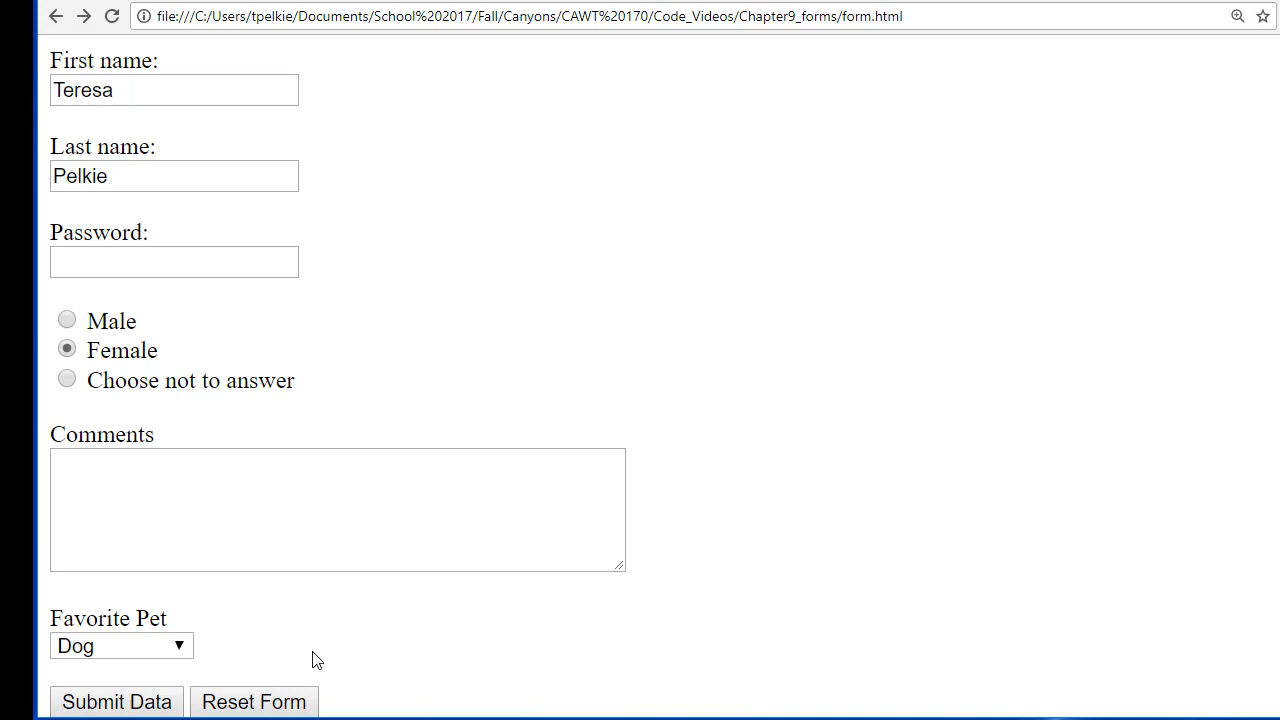 file:///C:/Users/tpelkie/Documents/School%202017/Fall/Canyons/CAWT%20170/Code_Videos/Chapter9_forms/form.html
First name:
Teresa
Last name:
Pelkie
Password:
Male
Female
Choose not to answer
Comments
Favorite Pet
Dog
Submit Data Reset Form